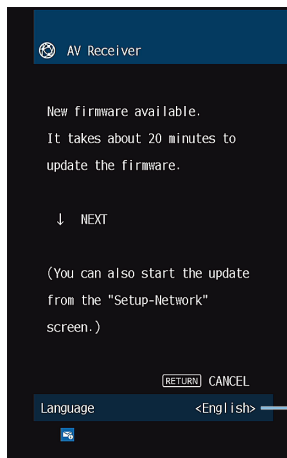 AV Receiver
New firmware available.
It takes about 20 minutes to
update the firmware.
↓ NEXT
(You can also start the update
from the "Setup-Network"
screen.)
RETURN CANCEL
Language <English>